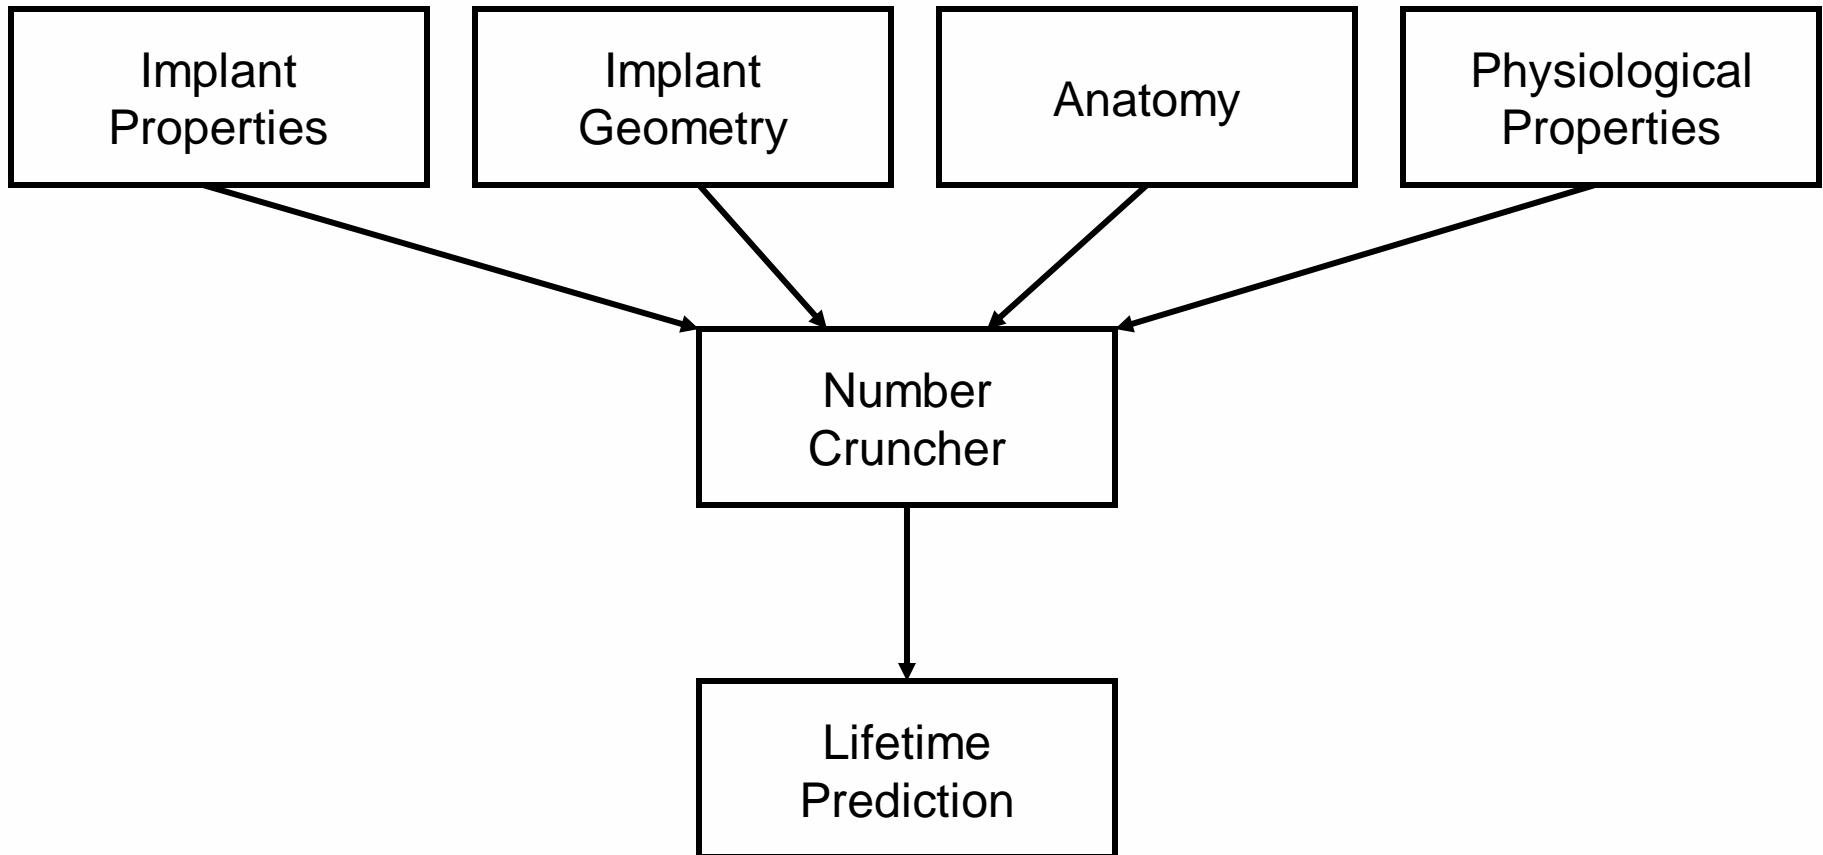 Implant
Properties
Implant
Geometry
Anatomy
Physiological
Properties
Number
Cruncher
Lifetime
Prediction